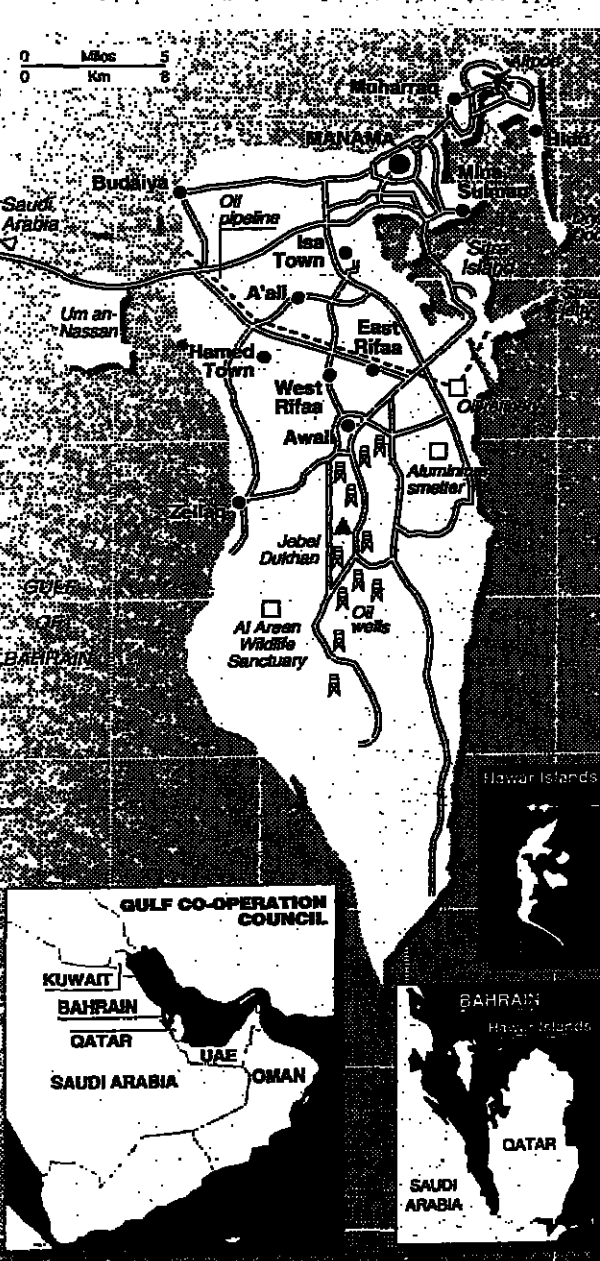 0 Miles 5
0 Km 8
Airport
Muharraq
MANAMA
Hidd
Mina
Sulman
Budaiya
Saudi
Arabia
Oil
pipeline
Isa
Town
Sitra
Island
A'ali
Um an-
Nassan
East
Rifaa
Hamed
Town
West
Rifaa
Awali
Aluminium
smelter
Zellaq
Jebel
Dukhan
GULF
OF
BAHRAIN
Oil
wells
Al Areen
Wildlife
Sanctuary
Hawar Islands
GULF CO-OPERATION
COUNCIL
KUWAIT
BAHRAIN
QATAR
UAE
SAUDI ARABIA
OMAN
BAHRAIN
Hawar Islands
QATAR
SAUDI
ARABIA